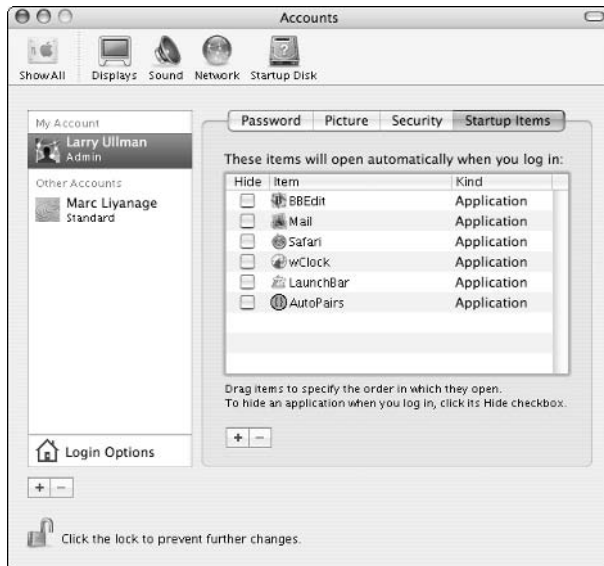 Accounts
Show All Displays Sound Network Startup Disk
My Account
Larry Ullman
Admin
Other Accounts
Marc Liyanage
Standard
Login Options
Password Picture Security Startup Items
These items will open automatically when you log in:
Hide Item Kind
BBEdit Application
Mail Application
Safari Application
wClock Application
LaunchBar Application
AutoPairs Application
Drag items to specify the order in which they open.
To hide an application when you log in, click its Hide checkbox.
+ −
+ −
Click the lock to prevent further changes.